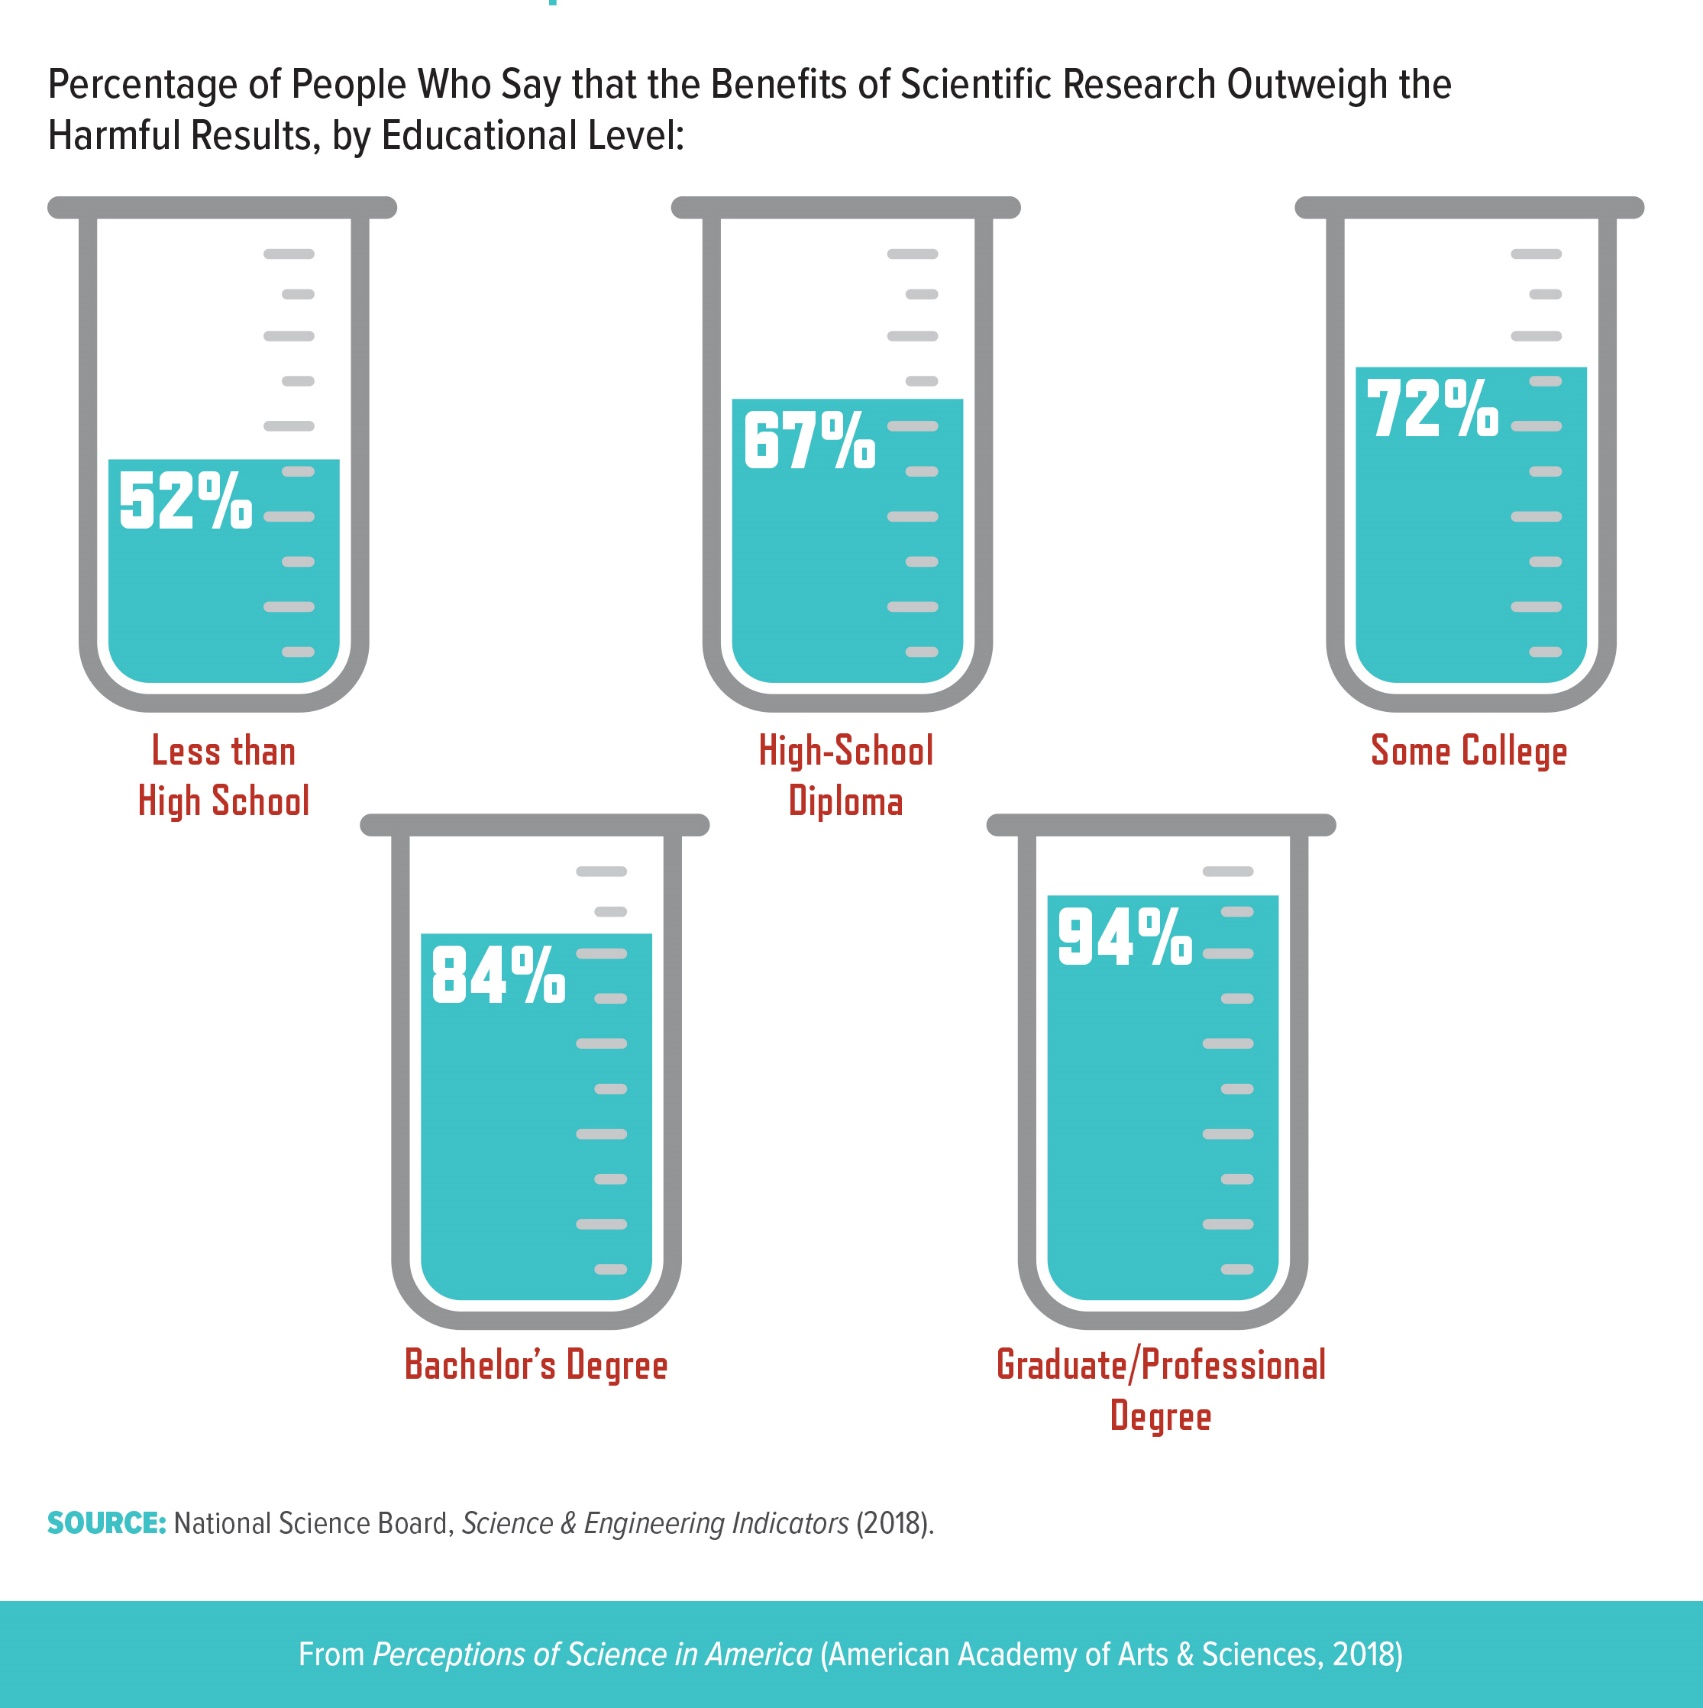 Percentage of People Who Say that the Benefits of Scientific Research Outweigh the
Harmful Results, by Educational Level:
52%
67%
72%
Less than
High School
High-School
Diploma
Some College
84%
94%
Bachelor’s Degree
Graduate/Professional
Degree
SOURCE: National Science Board, Science & Engineering Indicators (2018).
From Perceptions of Science in America (American Academy of Arts & Sciences, 2018)